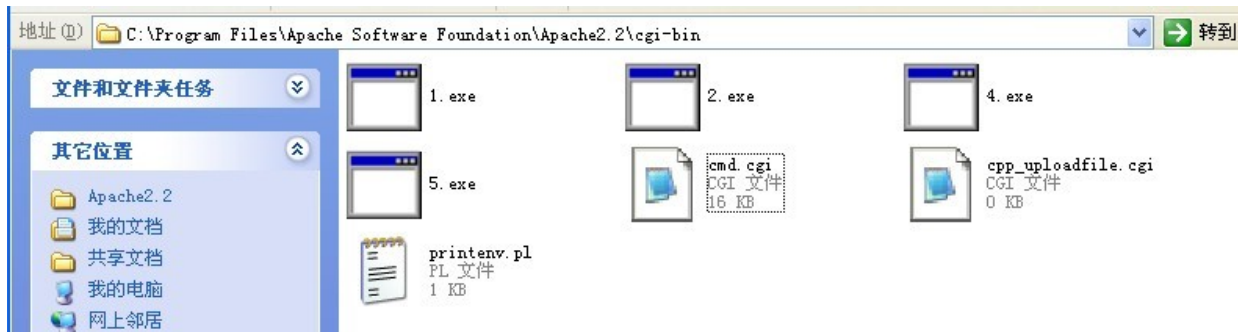 地址(D) C:\Program Files\Apache Software Foundation\Apache2.2\cgi-bin 转到
文件和文件夹任务
其它位置
Apache2.2
我的文档
共享文档
我的电脑
网上邻居
1.exe
2.exe
4.exe
5.exe
cmd.cgi
CGI 文件
16 KB
cpp_uploadfile.cgi
CGI 文件
0 KB
printenv.pl
PL 文件
1 KB